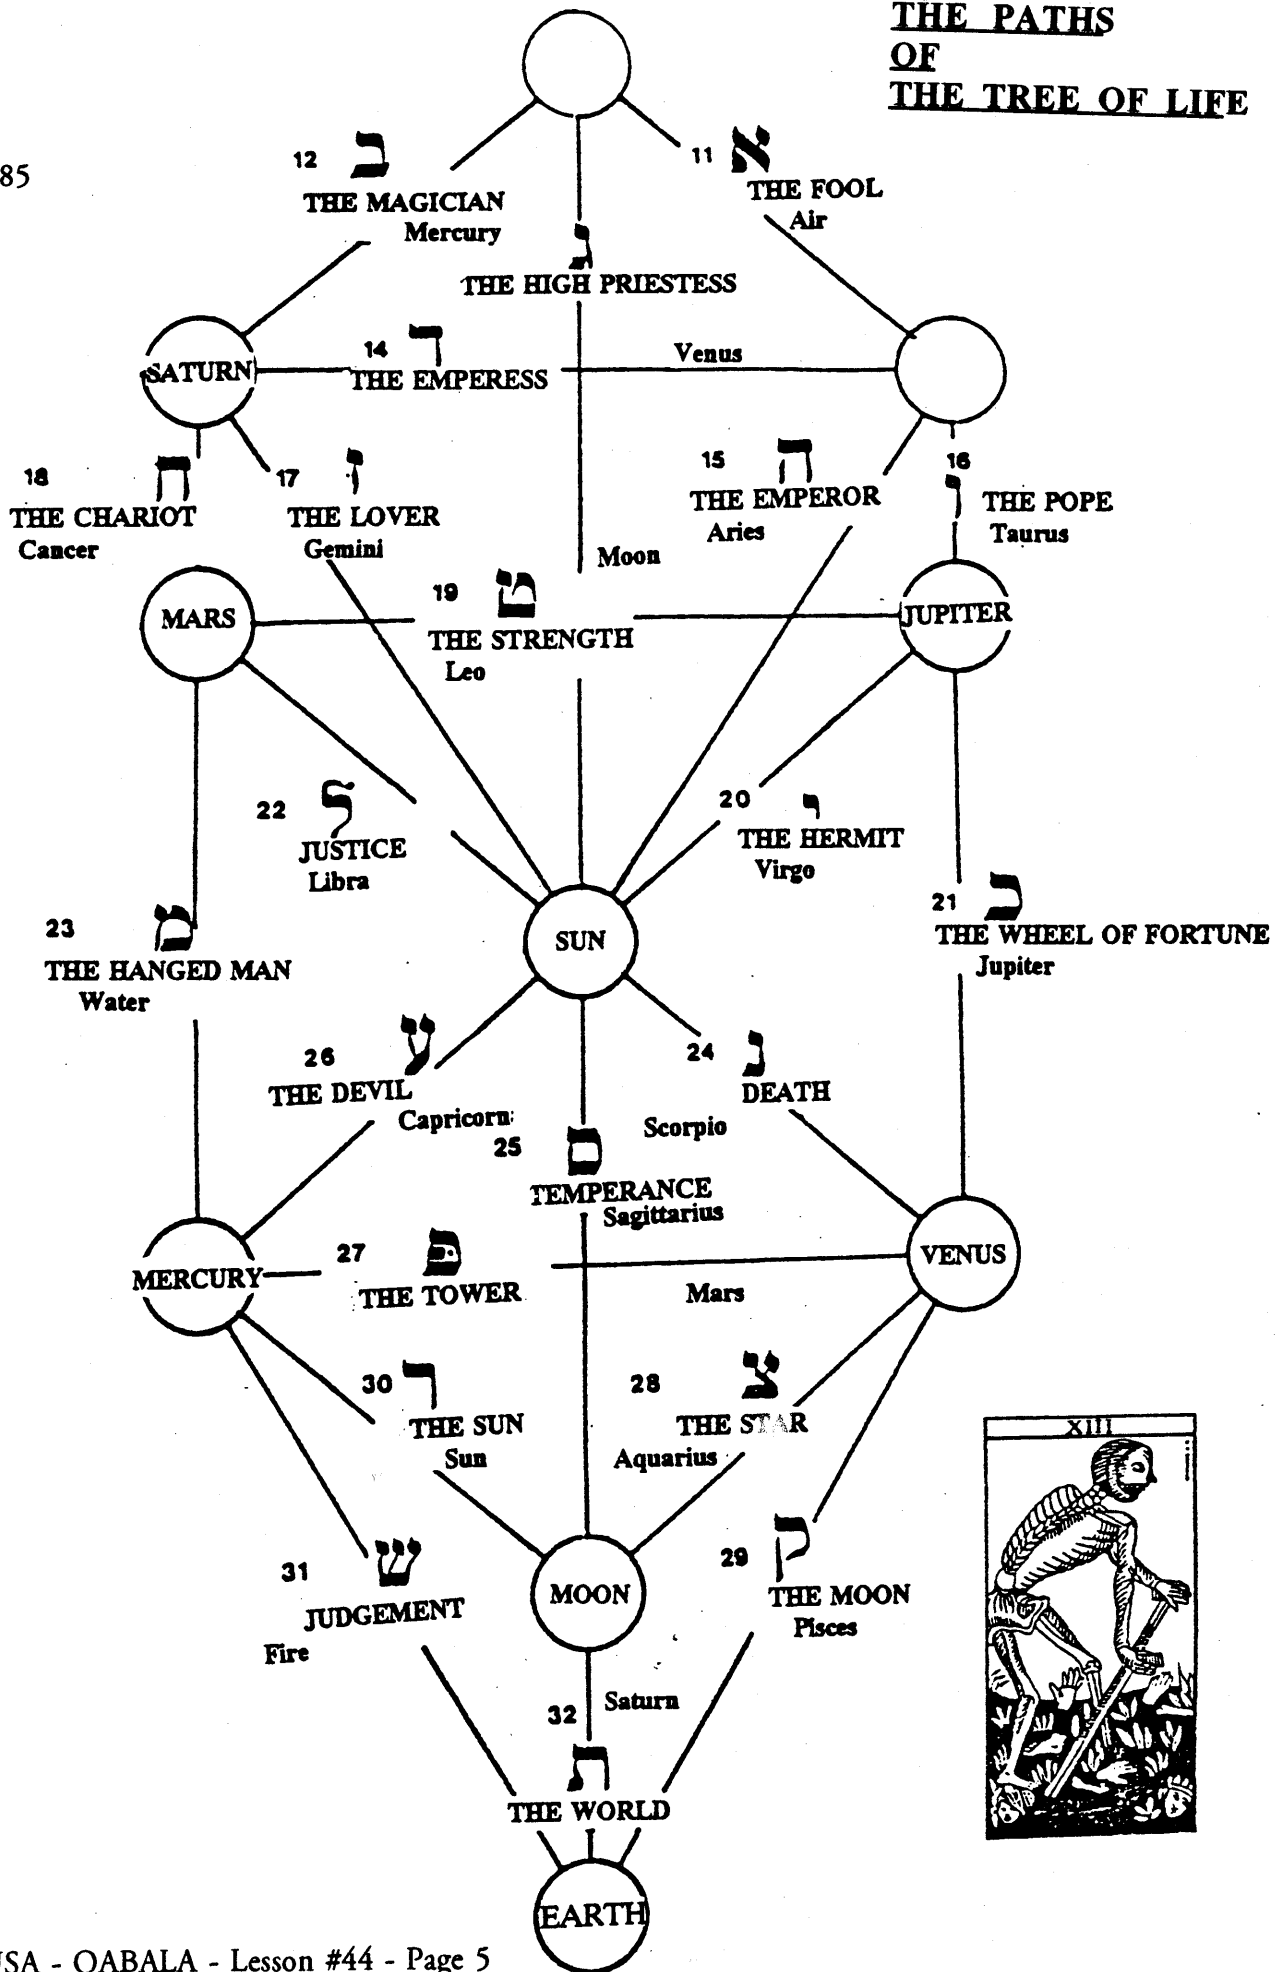 THE PATHS
OF
THE TREE OF LIFE
85
12 ב
THE MAGICIAN
Mercury
11 א
THE FOOL
Air
ג
THE HIGH PRIESTESS
SATURN
14 ד
THE EMPERESS
Venus
18 ח
THE CHARIOT
Cancer
17 ז
THE LOVER
Gemini
15 ה
THE EMPEROR
Aries
16
ו
THE POPE
Taurus
Moon
MARS
19 ט
THE STRENGTH
Leo
JUPITER
22 ל
JUSTICE
Libra
20 י
THE HERMIT
Virgo
23 מ
THE HANGED MAN
Water
SUN
21 כ
THE WHEEL OF FORTUNE
Jupiter
26 ע
THE DEVIL
Capricorn
24 נ
DEATH
Scorpio
25 ס
TEMPERANCE
Sagittarius
MERCURY
27 פ
THE TOWER
Mars
VENUS
30 ר
THE SUN
Sun
28 צ
THE STAR
Aquarius
XIII
31 ש
JUDGEMENT
Fire
MOON
29 ק
THE MOON
Pisces
Saturn
32
ת
THE WORLD
EARTH
USA - QABALA - Lesson #44 - Page 5